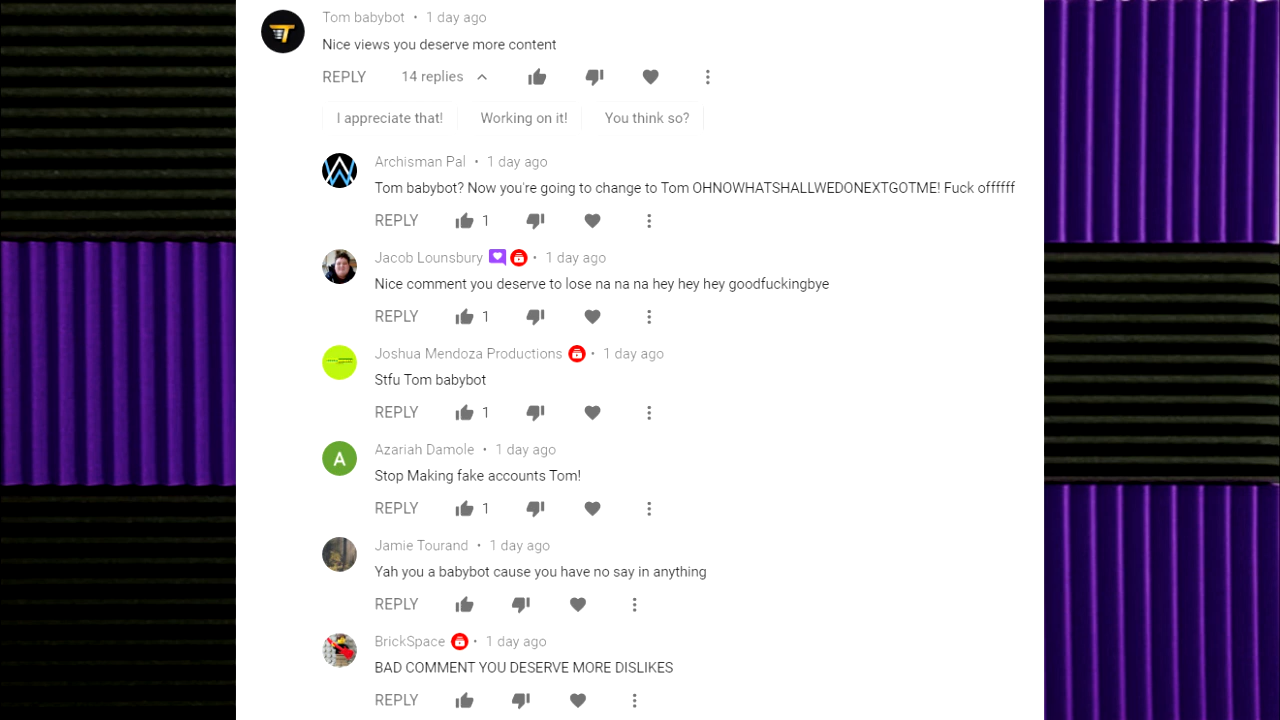 Tom babybot • 1 day ago
Nice views you deserve more content
REPLY 14 replies
I appreciate that! Working on it! You think so?
Archisman Pal • 1 day ago
Tom babybot? Now you're going to change to Tom OHNOWHATSHALLWEDONEXTGOTME! Fuck offffff
REPLY 1
Jacob Lounsbury • 1 day ago
Nice comment you deserve to lose na na na hey hey hey goodfuckingbye
REPLY 1
Joshua Mendoza Productions • 1 day ago
Stfu Tom babybot
REPLY 1
A
Azariah Damole • 1 day ago
Stop Making fake accounts Tom!
REPLY 1
Jamie Tourand • 1 day ago
Yah you a babybot cause you have no say in anything
REPLY
BrickSpace • 1 day ago
BAD COMMENT YOU DESERVE MORE DISLIKES
REPLY